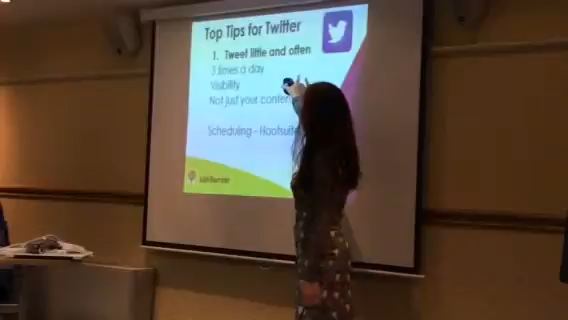 Top Tips for Twitter
1. Tweet little and often
3 times a day
Visibility
Not just your content
Scheduling - Hootsuite